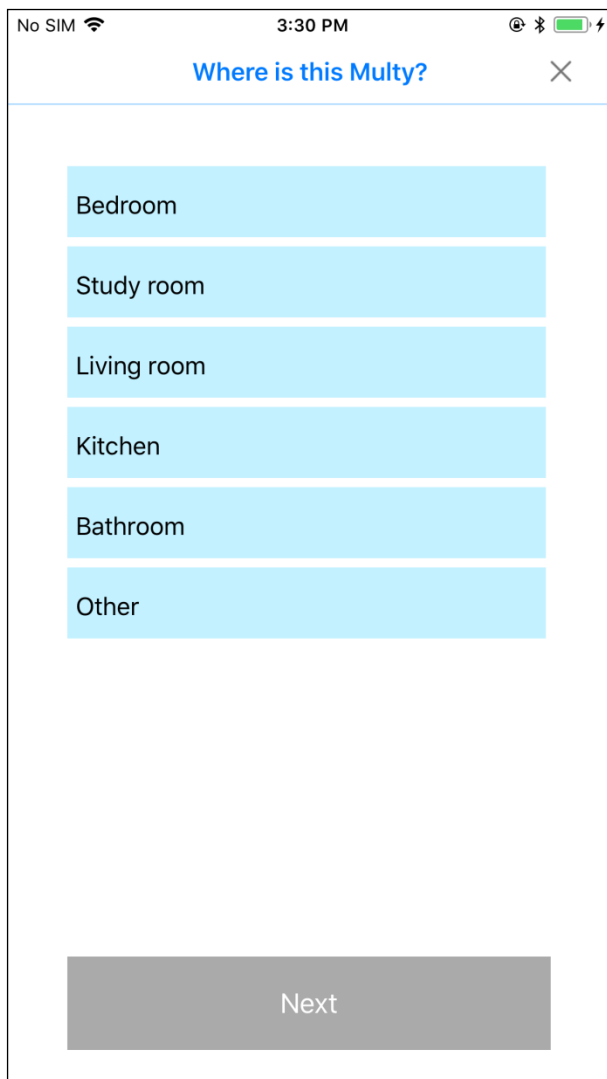 No SIM 3:30 PM
Where is this Multy?
Bedroom
Study room
Living room
Kitchen
Bathroom
Other
Next